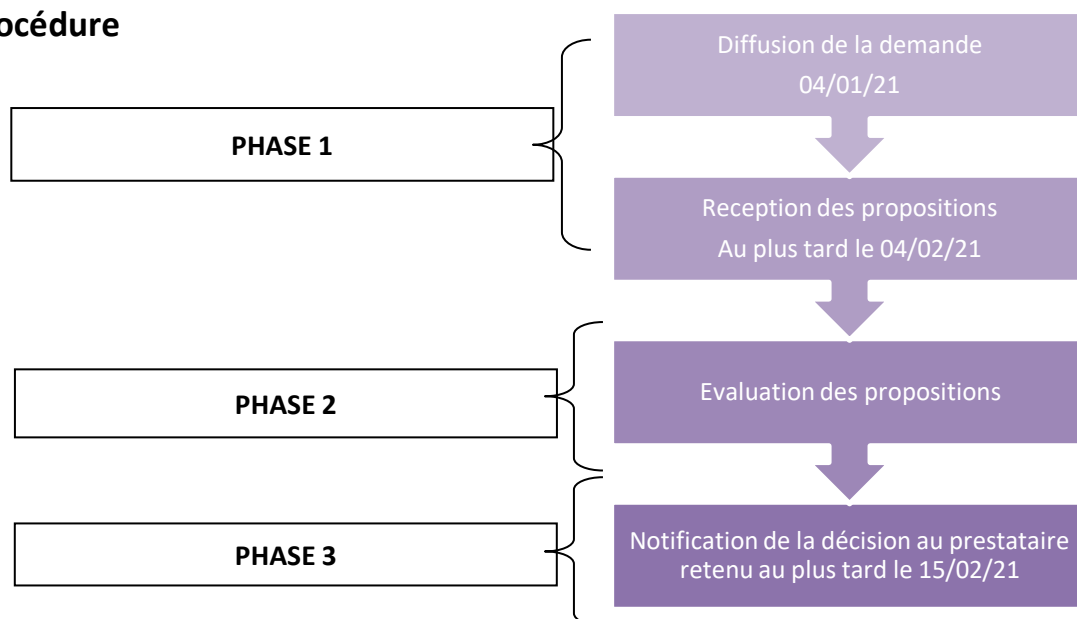 océdure
PHASE 1
Diffusion de la demande
04/01/21
Reception des propositions
Au plus tard le 04/02/21
PHASE 2
Evaluation des propositions
PHASE 3
Notification de la décision au prestataire
retenu au plus tard le 15/02/21